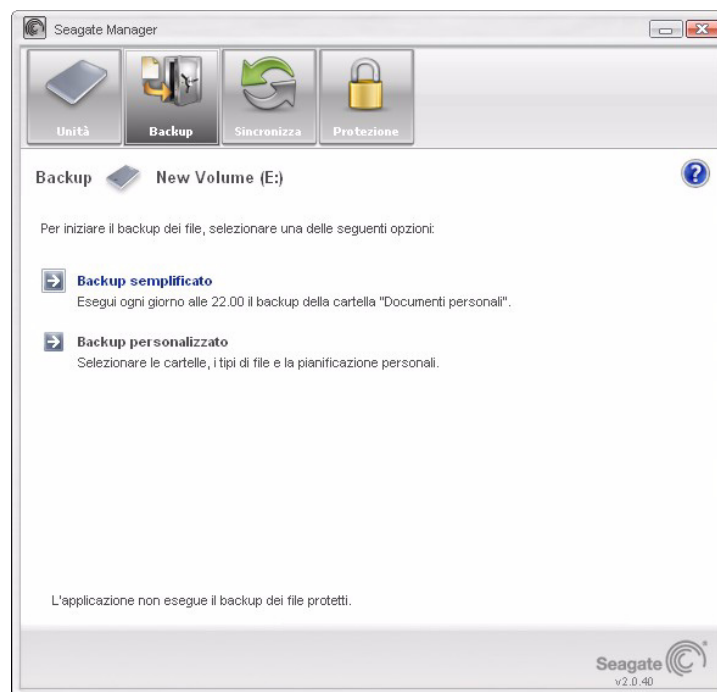 Seagate Manager
Unità
Backup
Sincronizza
Protezione
Backup New Volume (E:)
Per iniziare il backup dei file, selezionare una delle seguenti opzioni:
Backup semplificato
Esegui ogni giorno alle 22.00 il backup della cartella "Documenti personali".
Backup personalizzato
Selezionare le cartelle, i tipi di file e la pianificazione personali.
L'applicazione non esegue il backup dei file protetti.
Seagate
v2.0.40